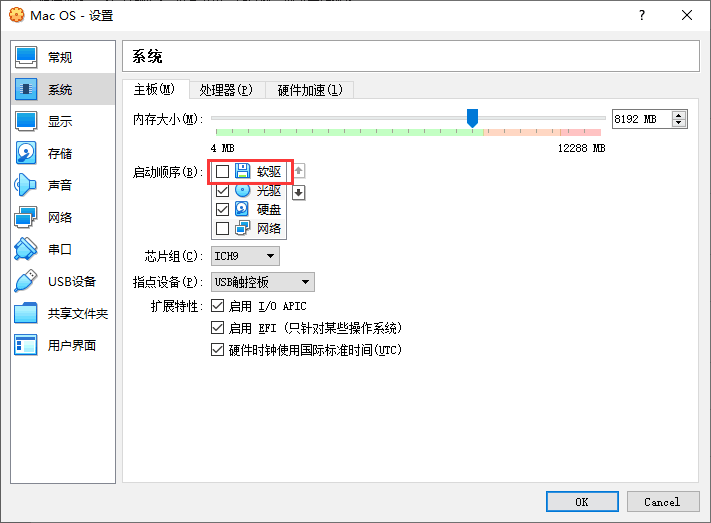 Mac OS - 设置
?
常规
系统
显示
存储
声音
网络
串口
USB设备
共享文件夹
用户界面
系统
主板(M) 处理器(P) 硬件加速(l)
内存大小(M): 8192 MB
4 MB 12288 MB
启动顺序(B): 软驱
光驱
硬盘
网络
芯片组(C): ICH9
指点设备(P): USB触控板
扩展特性: 启用 I/O APIC
启用 EFI (只针对某些操作系统)
硬件时钟使用国际标准时间(UTC)
OK Cancel